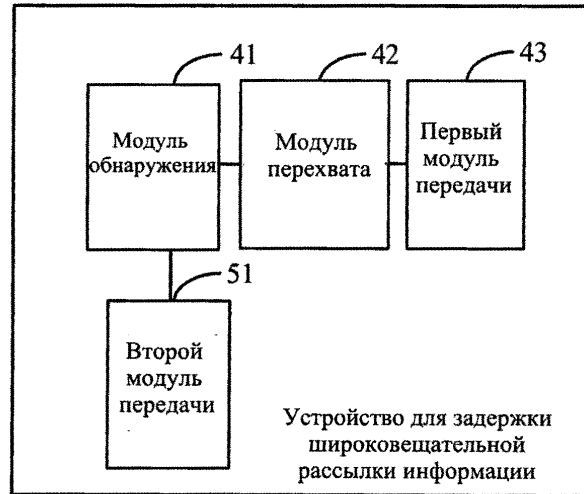 41
42
43
Модуль
обнаружения
Модуль
перехвата
Первый
модуль
передачи
51
Второй
модуль
передачи
Устройство для задержки
широковещательной
рассылки информации